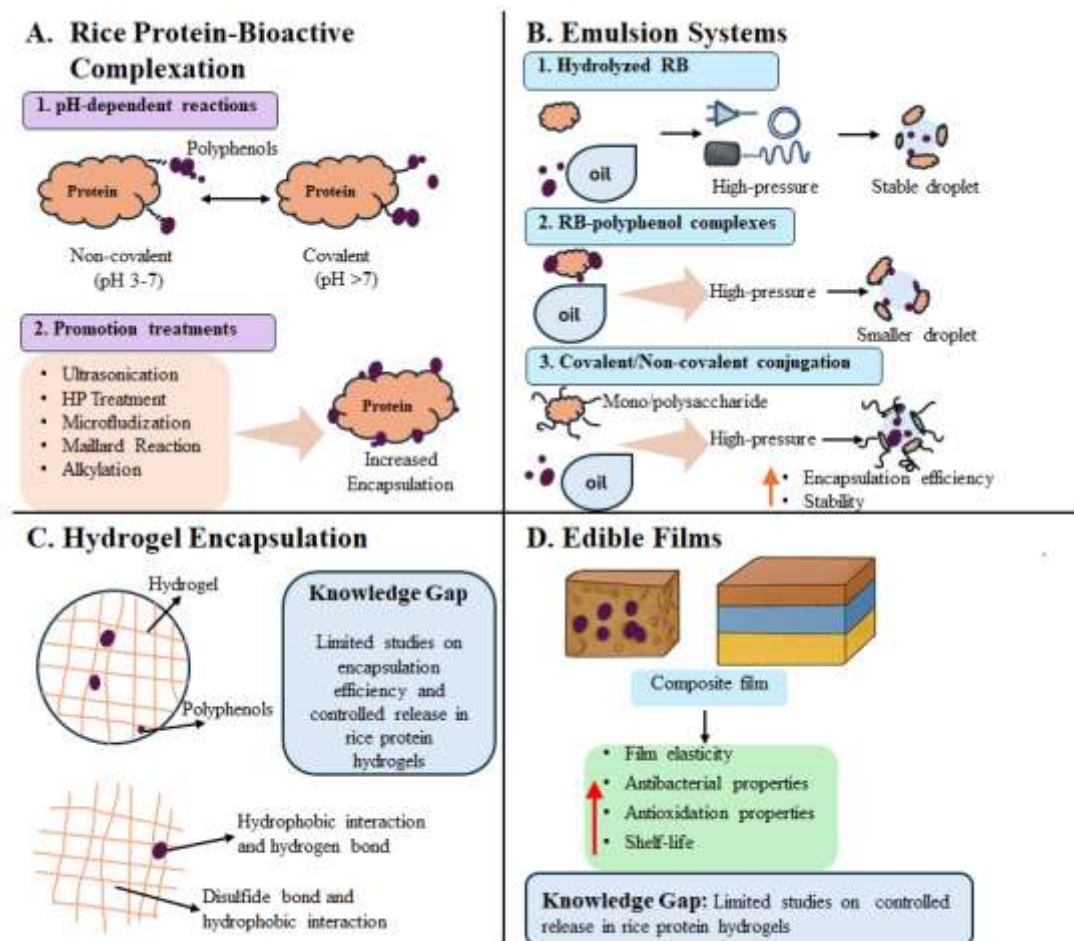 A. Rice Protein-Bioactive
Complexation
1. pH-dependent reactions
Polyphenols
Protein
Protein
Non-covalent
(pH 3-7)
Covalent
(pH >7)
2. Promotion treatments
• Ultrasonication
• HP Treatment
• Microfludization
• Maillard Reaction
• Alkylation
Protein
Increased
Encapsulation
B. Emulsion Systems
1. Hydrolyzed RB
oil
High-pressure
Stable droplet
2. RB-polyphenol complexes
oil
High-pressure
Smaller droplet
3. Covalent/Non-covalent conjugation
Mono/polysaccharide
High-pressure
oil
• Encapsulation efficiency
• Stability
C. Hydrogel Encapsulation
Hydrogel
Polyphenols
Knowledge Gap
Limited studies on
encapsulation
efficiency and
controlled release in
rice protein
hydrogels
Hydrophobic interaction
and hydrogen bond
Disulfide bond and
hydrophobic interaction
D. Edible Films
Composite film
• Film elasticity
• Antibacterial properties
• Antioxidation properties
• Shelf-life
Knowledge Gap: Limited studies on controlled
release in rice protein hydrogels